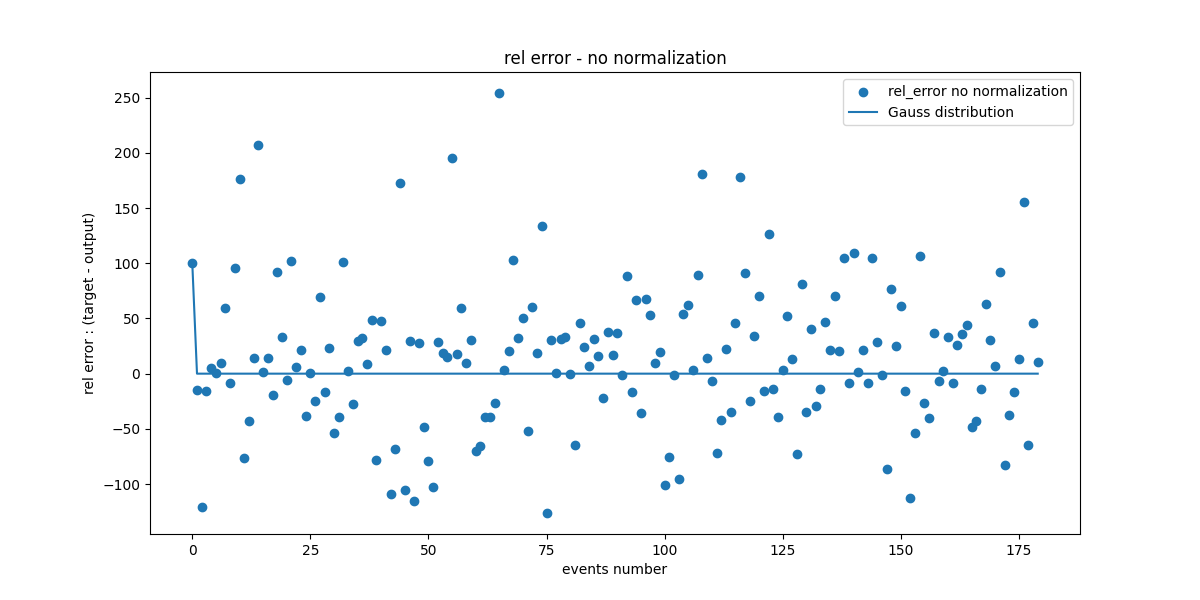 rel error - no normalization
rel_error no normalization
Gauss distribution
250
200
150
100
50
0
−50
−100
rel error : (target - output)
0 25 50 75 100 125 150 175
events number